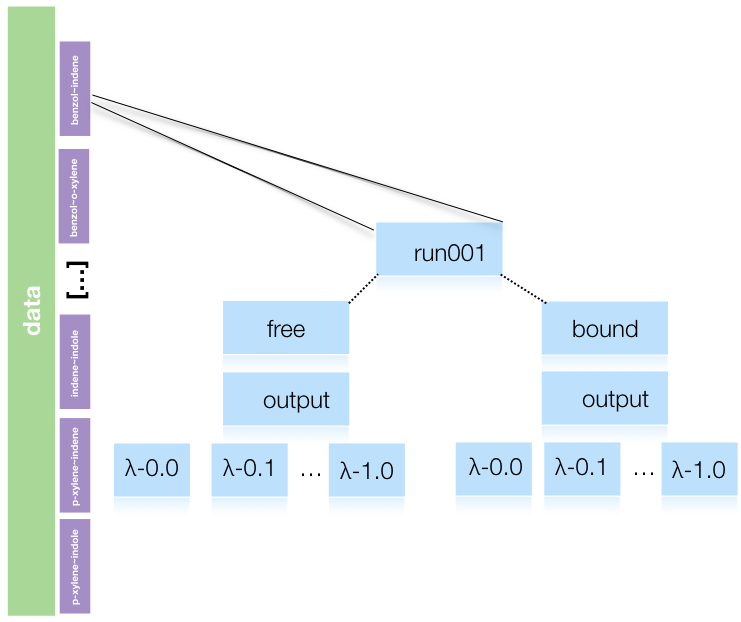 data
benzol~indene
benzol~o-xylene
[...]
indene~indole
p-xylene~indene
p-xylene~indole
run001
free
bound
output
output
λ-0.0
λ-0.1
...
λ-1.0
λ-0.0
λ-0.1
...
λ-1.0